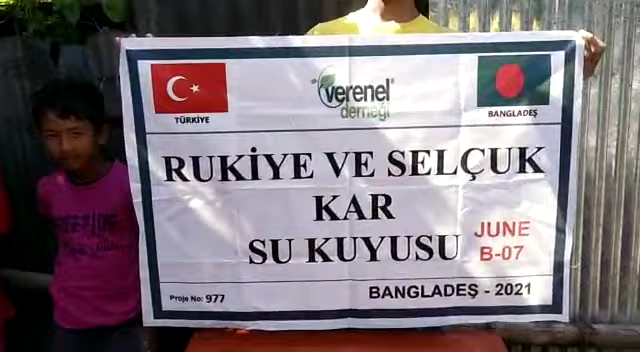 verenel
derneği
TÜRKİYE
BANGLADEŞ
RUKİYE VE SELÇUK
KAR
SU KUYUSU
JUNE
B-07
Proje No: 977
BANGLADEŞ - 2021